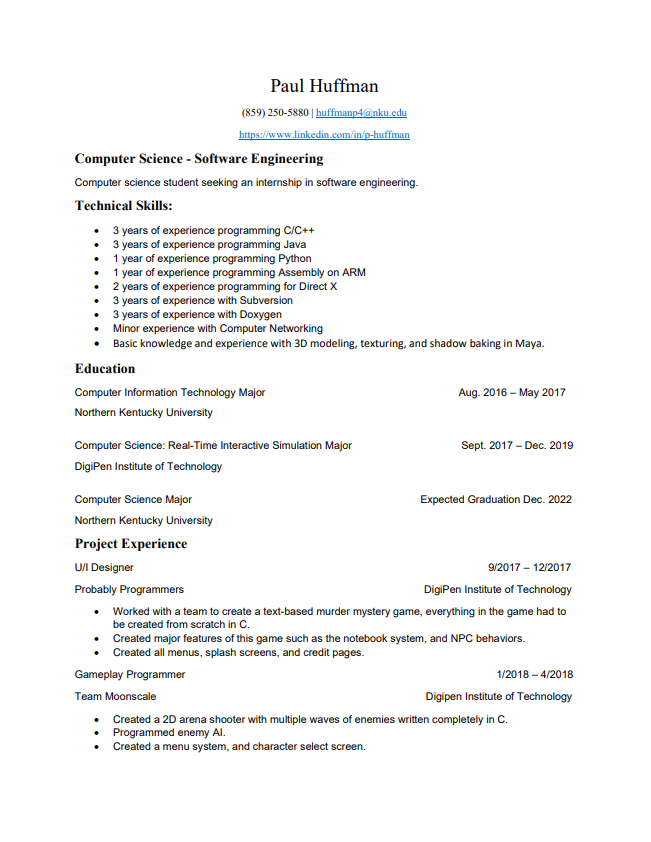 Paul Huffman
(859) 250-5880 | huffmanp4@nku.edu
https://www.linkedin.com/in/p-huffman
Computer Science - Software Engineering
Computer science student seeking an internship in software engineering.
Technical Skills:
• 3 years of experience programming C/C++
• 3 years of experience programming Java
• 1 year of experience programming Python
• 1 year of experience programming Assembly on ARM
• 2 years of experience programming for Direct X
• 3 years of experience with Subversion
• 3 years of experience with Doxygen
• Minor experience with Computer Networking
• Basic knowledge and experience with 3D modeling, texturing, and shadow baking in Maya.
Education
Computer Information Technology Major Aug. 2016 – May 2017
Northern Kentucky University
Computer Science: Real-Time Interactive Simulation Major Sept. 2017 – Dec. 2019
DigiPen Institute of Technology
Computer Science Major Expected Graduation Dec. 2022
Northern Kentucky University
Project Experience
U/I Designer 9/2017 – 12/2017
Probably Programmers DigiPen Institute of Technology
• Worked with a team to create a text-based murder mystery game, everything in the game had to
be created from scratch in C.
• Created major features of this game such as the notebook system, and NPC behaviors.
• Created all menus, splash screens, and credit pages.
Gameplay Programmer 1/2018 – 4/2018
Team Moonscale Digipen Institute of Technology
• Created a 2D arena shooter with multiple waves of enemies written completely in C.
• Programmed enemy AI.
• Created a menu system, and character select screen.